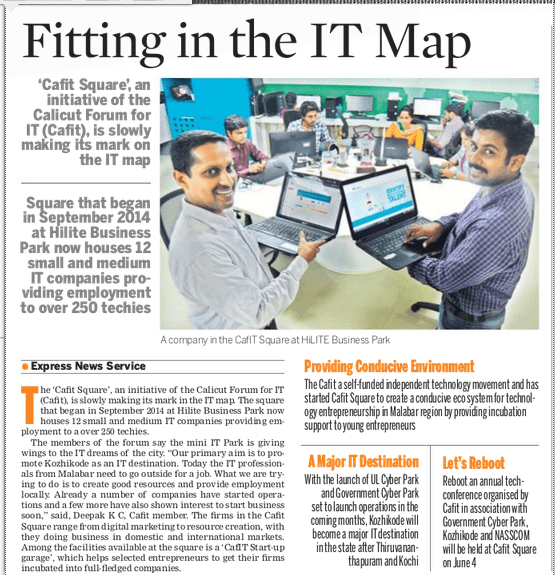 Fitting in the IT Map
'Cafit Square', an
initiative of the
Calicut Forum for
IT (Cafit), is slowly
making its mark on
the IT map
Square that began
in September 2014
at Hilite Business
Park now houses 12
small and medium
IT companies pro-
viding employment
to over 250 techies
A company in the CafIT Square at HiLITE Business Park
Express News Service
The 'Cafit Square', an initiative of the Calicut Forum for IT
(Cafit), is slowly making its mark in the IT map. The square
that began in September 2014 at Hilite Business Park now
houses 12 small and medium IT companies providing em-
ployment to over 250 techies.
The members of the forum say the mini IT Park is giving
wings to the IT dreams of the city. "Our primary aim is to pro-
mote Kozhikode as an IT destination. Today the IT profession-
als from Malabar need to go outside for a job. What we are try-
ing to do is to create good resources and provide employment
locally. Already a number of companies have started opera-
tions and a few more have also shown interest to start business
soon," said, Deepak K C, Cafit member. The firms in the Cafit
Square range from digital marketing to resource creation, with
they doing business in domestic and international markets.
Among the facilities available at the square is a 'CafIT Start-up
garage', which helps selected entrepreneurs to get their firms
incubated into full-fledged companies.
Providing Conducive Environment
The Cafit a self-funded independent technology movement and has
started Cafit Square to create a conducive eco system for technol-
ogy entrepreneurship in Malabar region by providing incubation
support to young entrepreneurs
A Major IT Destination
With the launch of UL Cyber Park
and Government Cyber Park
set to launch operations in the
coming months, Kozhikode will
become a major IT destination
in the state after Thiruvanan-
thapuram and Kochi
Let's Reboot
Reboot an annual tech-
conference organised by
Cafit in association with
Government Cyber Park,
Kozhikode and NASSCOM
will be held at Cafit Square
on June 4